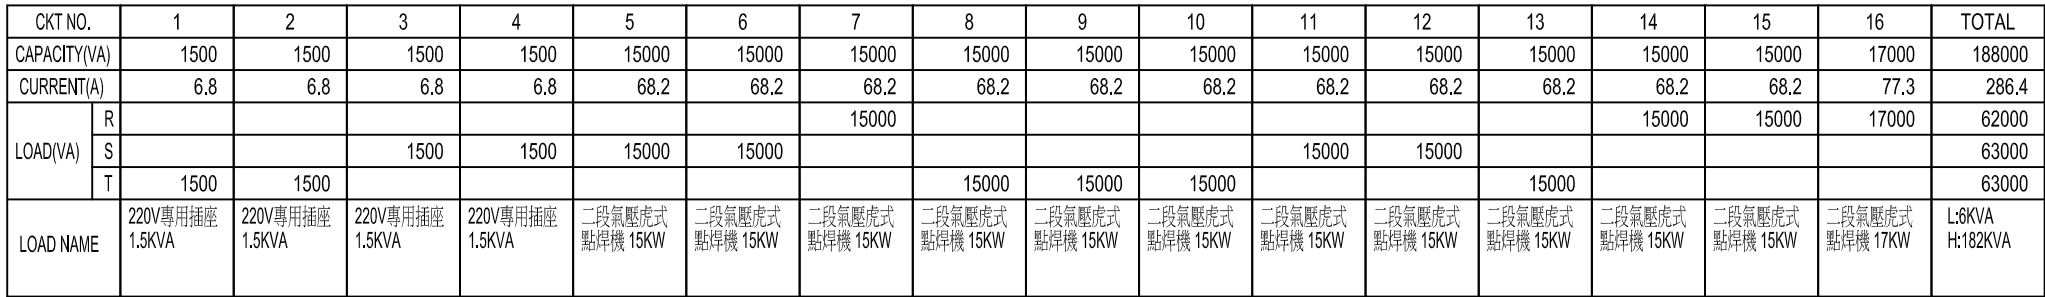 CKT NO. 1 2 3 4 5 6 7 8 9 10 11 12 13 14 15 16 TOTAL
CAPACITY(VA) 1500 1500 1500 1500 15000 15000 15000 15000 15000 15000 15000 15000 15000 15000 15000 17000 188000
CURRENT(A) 6.8 6.8 6.8 6.8 68.2 68.2 68.2 68.2 68.2 68.2 68.2 68.2 68.2 68.2 68.2 77.3 286.4
R 15000 15000 15000 17000 62000
LOAD(VA) S 1500 1500 15000 15000 15000 15000 63000
T 1500 1500 15000 15000 15000 15000 63000
LOAD NAME
220V專用插座
1.5KVA
220V專用插座
1.5KVA
220V專用插座
1.5KVA
220V專用插座
1.5KVA
二段氣壓虎式
點焊機 15KW
二段氣壓虎式
點焊機 15KW
二段氣壓虎式
點焊機 15KW
二段氣壓虎式
點焊機 15KW
二段氣壓虎式
點焊機 15KW
二段氣壓虎式
點焊機 15KW
二段氣壓虎式
點焊機 15KW
二段氣壓虎式
點焊機 15KW
二段氣壓虎式
點焊機 15KW
二段氣壓虎式
點焊機 15KW
二段氣壓虎式
點焊機 15KW
二段氣壓虎式
點焊機 17KW
L:6KVA
H:182KVA